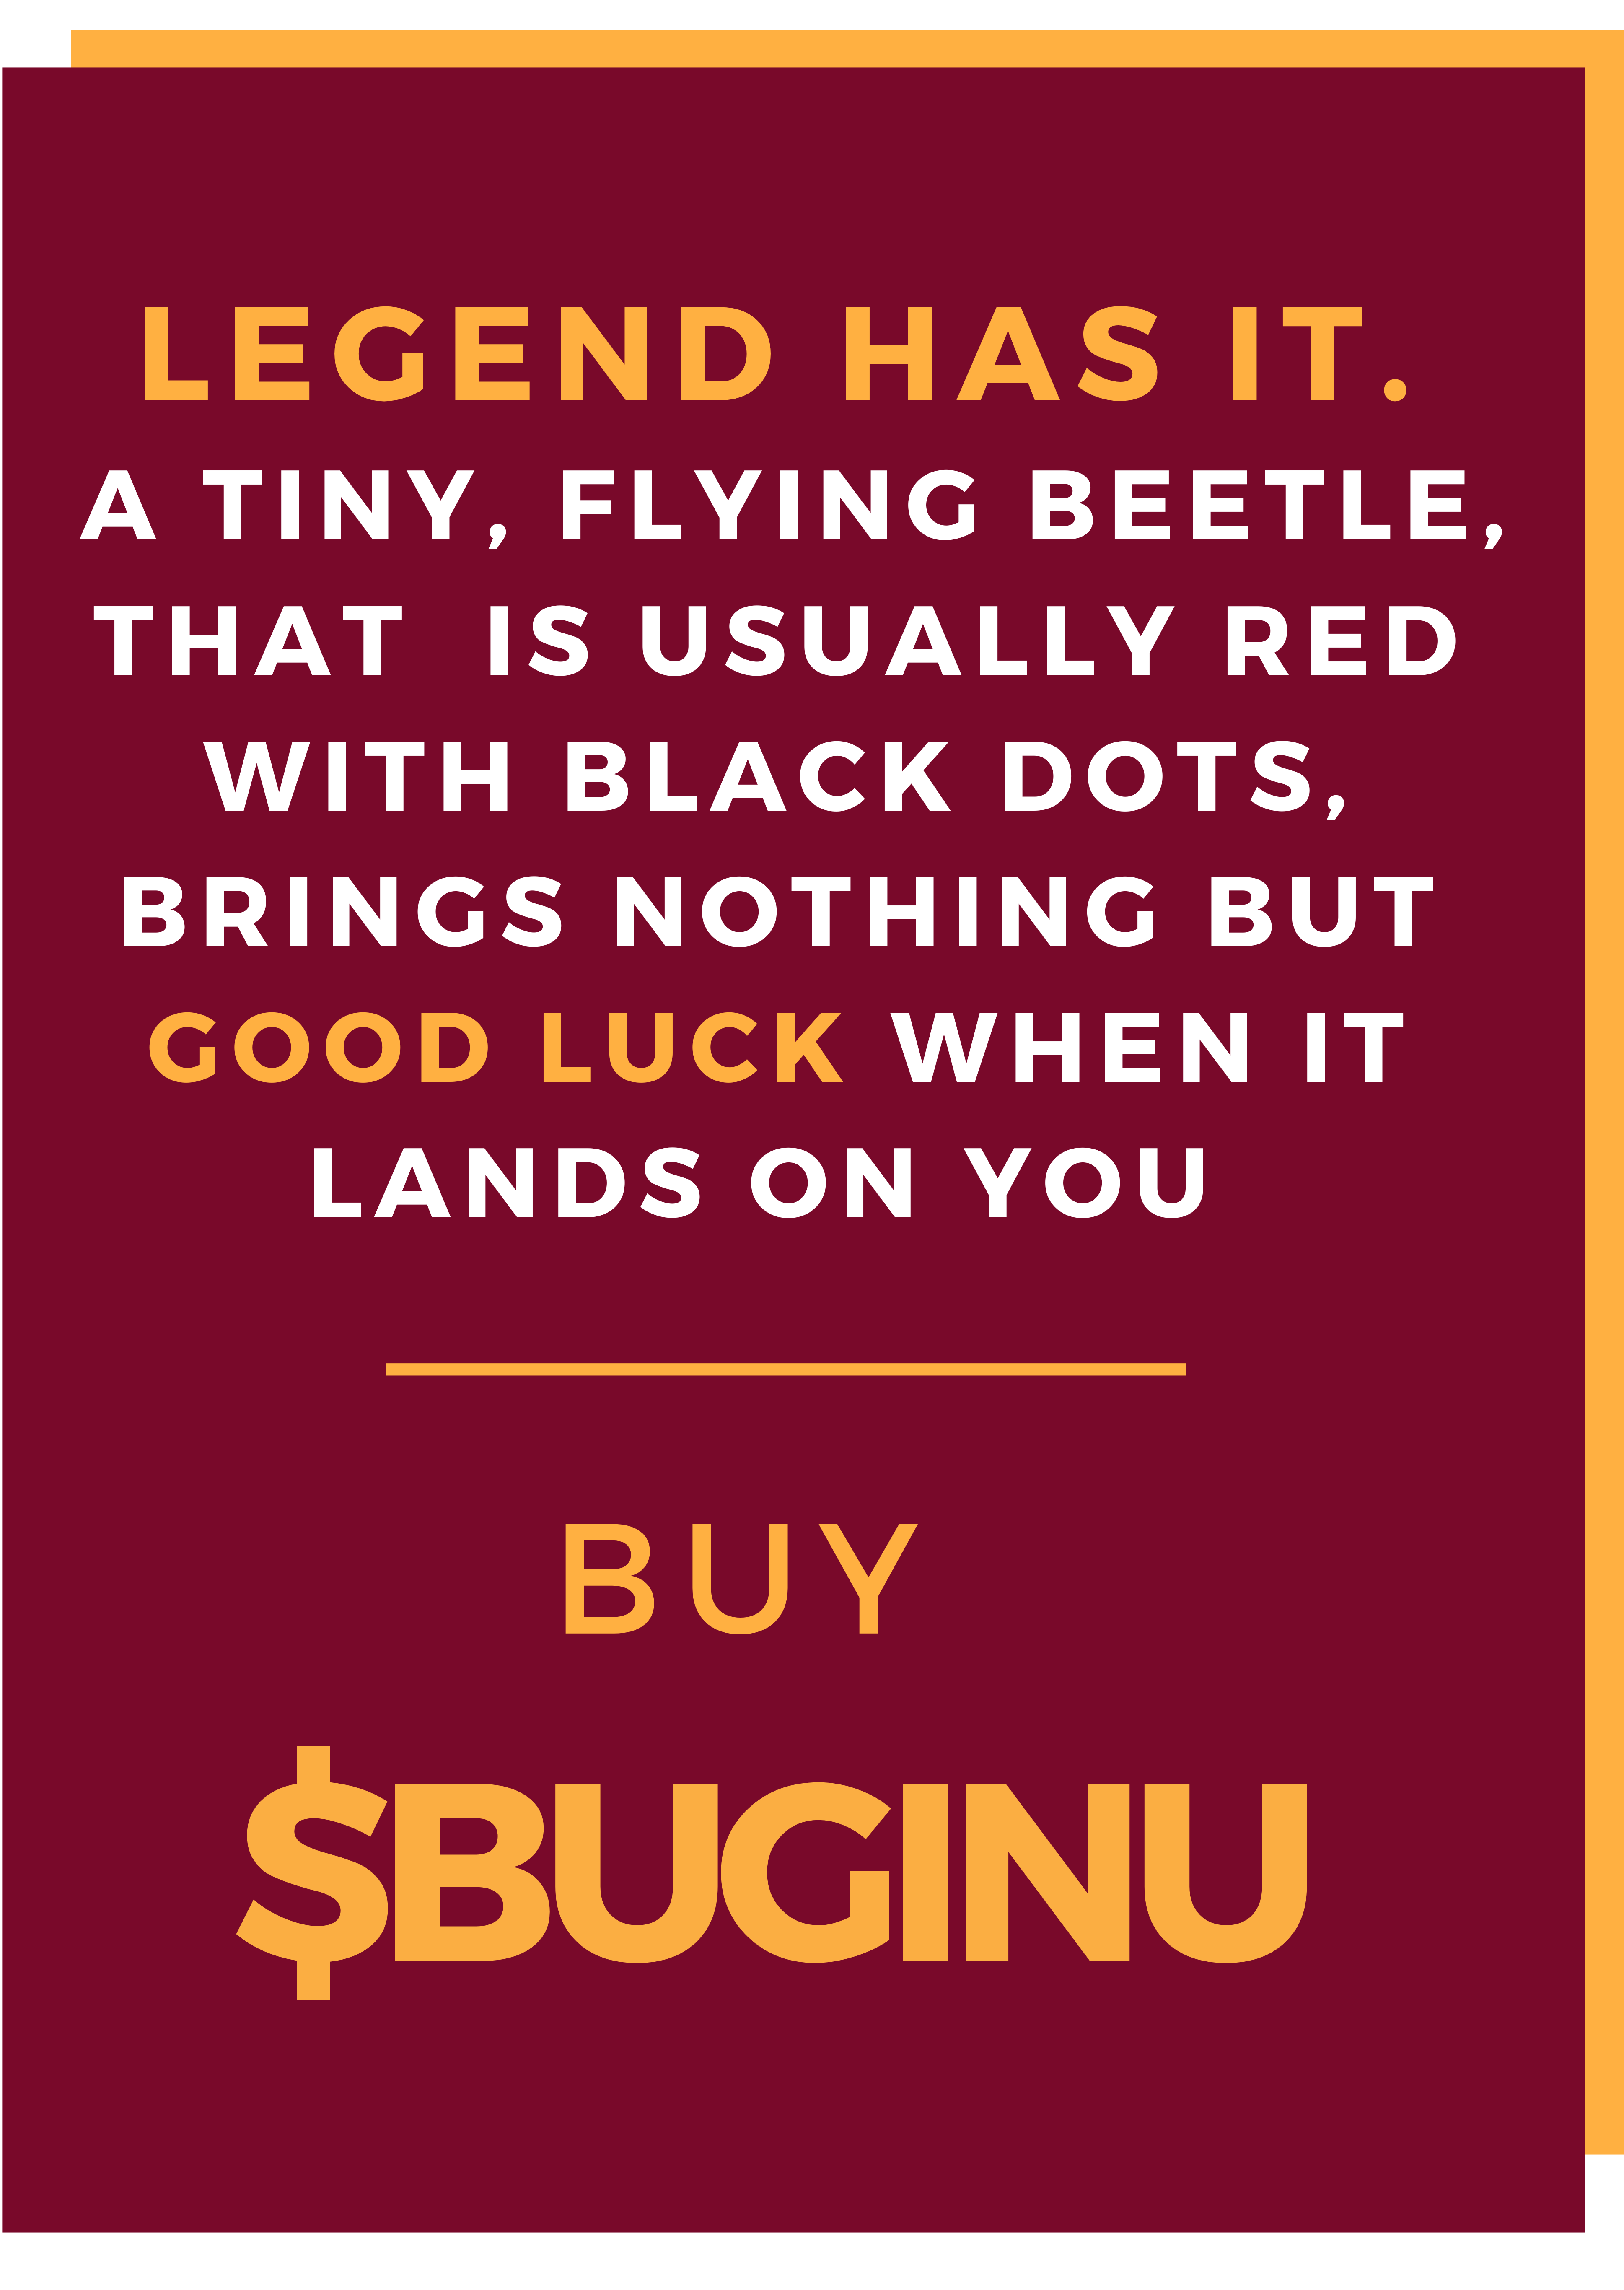 LEGEND HAS IT.
A TINY, FLYING BEETLE,
THAT IS USUALLY RED
WITH BLACK DOTS,
BRINGS NOTHING BUT
GOOD LUCK WHEN IT
LANDS ON YOU
BUY
$BUGINU